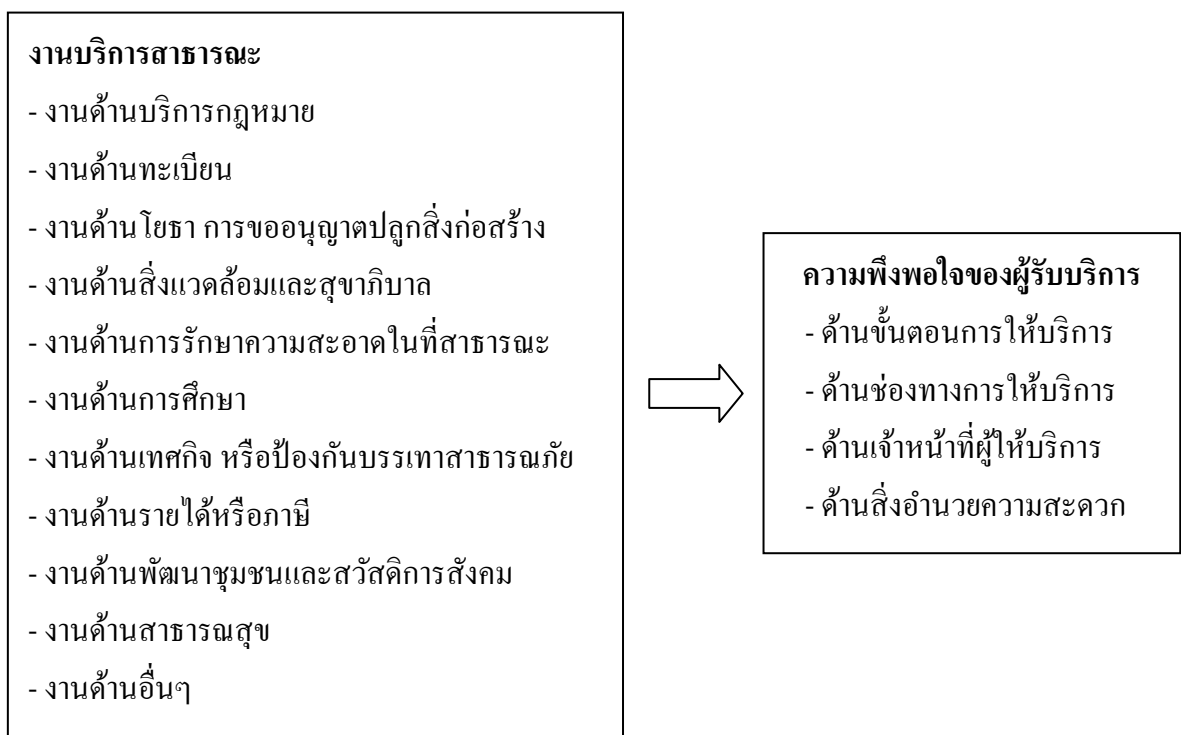 งานบริการสาธารณะ
- งานด้านบริการกฎหมาย
- งานด้านทะเบียน
- งานด้านโยธา การขออนุญาตปลูกสิ่งก่อสร้าง
- งานด้านสิ่งแวดล้อมและสุขาภิบาล
- งานด้านการรักษาความสะอาดในที่สาธารณะ
- งานด้านการศึกษา
- งานด้านเทศกิจ หรือป้องกันบรรเทาสาธารณภัย
- งานด้านรายได้หรือภาษี
- งานด้านพัฒนาชุมชนและสวัสดิการสังคม
- งานด้านสาธารณสุข
- งานด้านอื่นๆ
ความพึงพอใจของผู้รับบริการ
- ด้านขั้นตอนการให้บริการ
- ด้านช่องทางการให้บริการ
- ด้านเจ้าหน้าที่ผู้ให้บริการ
- ด้านสิ่งอำนวยความสะดวก